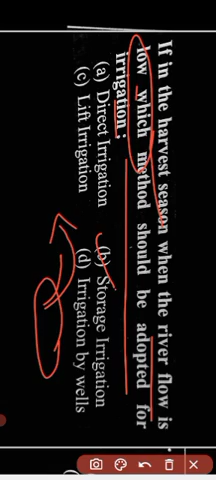 If in the harvest season when the river flow is
low which method should be adopted for
irrigation :
(a) Direct Irrigation (b) Storage Irrigation
(c) Lift Irrigation (d) Irrigation by wells